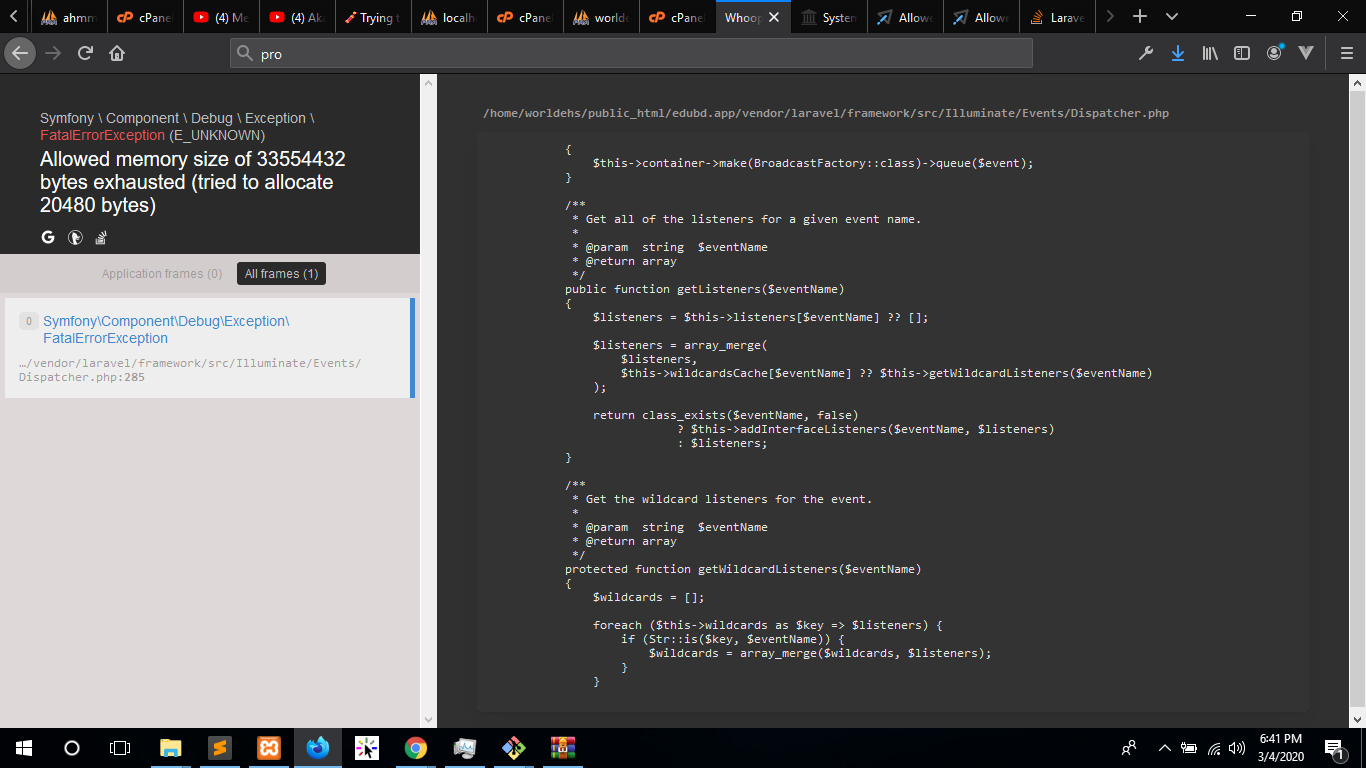 ahmm
cPane
(4) Me
(4) Aka
Trying t
localh
cPane
world
cPane
Whoop
System
Allowe
Allowe
Larave
pro
Symfony \ Component \ Debug \ Exception \
FatalErrorException (E_UNKNOWN)
Allowed memory size of 33554432
bytes exhausted (tried to allocate
20480 bytes)
Application frames (0)
All frames (1)
0
Symfony\Component\Debug\Exception\
FatalErrorException
…/vendor/laravel/framework/src/Illuminate/Events/
Dispatcher.php:285
/home/worldehs/public_html/edubd.app/vendor/laravel/framework/src/Illuminate/Events/Dispatcher.php
{
$this->container->make(BroadcastFactory::class)->queue($event);
}
/**
* Get all of the listeners for a given event name.
*
* @param  string  $eventName
* @return array
*/
public function getListeners($eventName)
{
$listeners = $this->listeners[$eventName] ?? [];
$listeners = array_merge(
$listeners,
$this->wildcardsCache[$eventName] ?? $this->getWildcardListeners($eventName)
);
return class_exists($eventName, false)
? $this->addInterfaceListeners($eventName, $listeners)
: $listeners;
}
/**
* Get the wildcard listeners for the event.
*
* @param  string  $eventName
* @return array
*/
protected function getWildcardListeners($eventName)
{
$wildcards = [];
foreach ($this->wildcards as $key => $listeners) {
if (Str::is($key, $eventName)) {
$wildcards = array_merge($wildcards, $listeners);
}
}
6:41 PM
3/4/2020
1